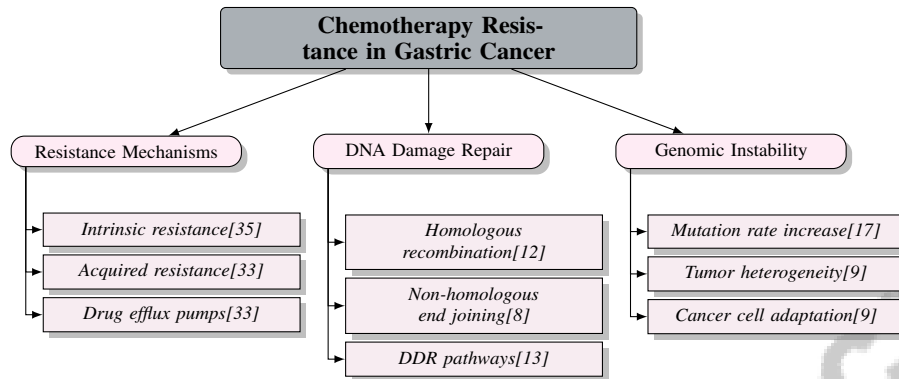 Chemotherapy Resis-
tance in Gastric Cancer
Resistance Mechanisms
Intrinsic resistance[35]
Acquired resistance[33]
Drug efflux pumps[33]
DNA Damage Repair
Homologous
recombination[12]
Non-homologous
end joining[8]
DDR pathways[13]
Genomic Instability
Mutation rate increase[17]
Tumor heterogeneity[9]
Cancer cell adaptation[9]